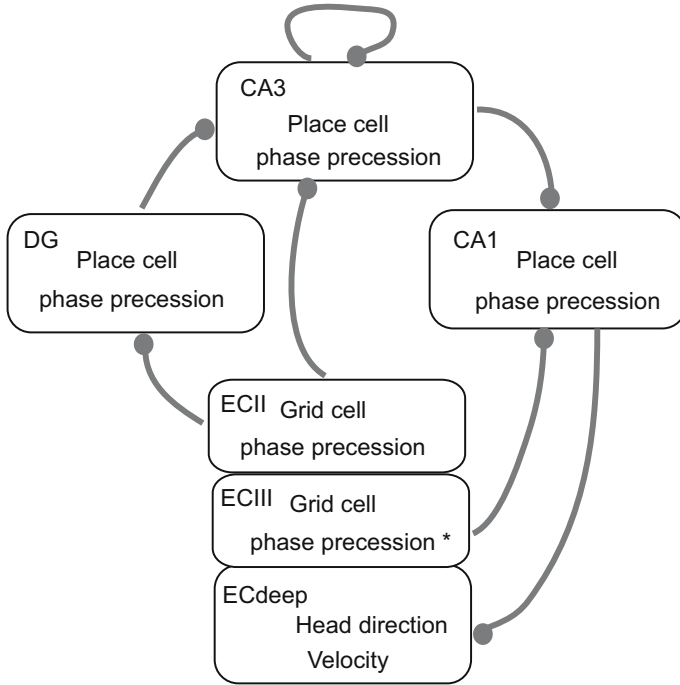 CA3
Place cell
phase precession
DG
Place cell
phase precession
CA1
Place cell
phase precession
ECII Grid cell
phase precession
ECIII Grid cell
phase precession *
ECdeep
Head direction
Velocity